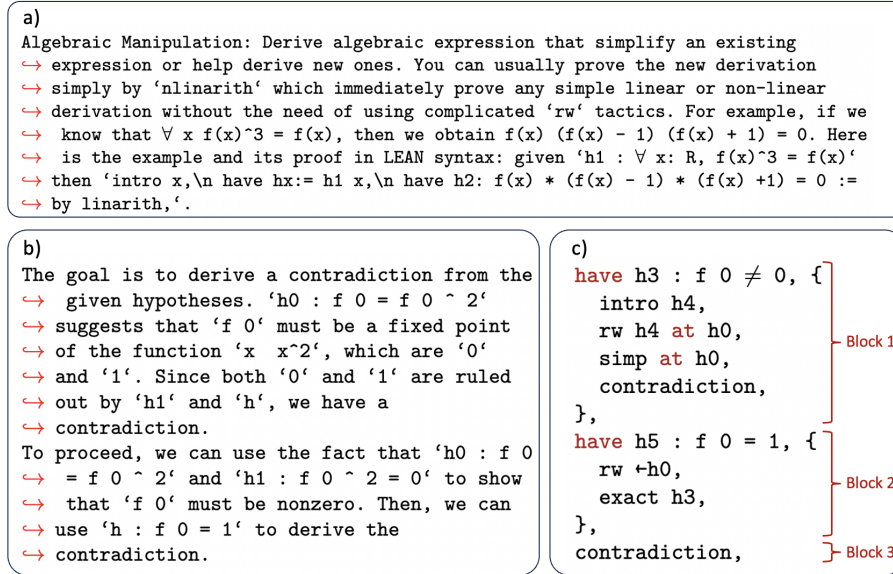 a)
Algebraic Manipulation: Derive algebraic expression that simplify an existing
↪ expression or help derive new ones. You can usually prove the new derivation
↪ simply by ‘nlinarith‘ which immediately prove any simple linear or non-linear
↪ derivation without the need of using complicated ‘rw‘ tactics. For example, if we
↪ know that ∀ x f(x)^3 = f(x), then we obtain f(x) (f(x) - 1) (f(x) + 1) = 0. Here
↪ is the example and its proof in LEAN syntax: given ‘h1 : ∀ x: R, f(x)^3 = f(x)‘
↪ then ‘intro x,\n have hx:= h1 x,\n have h2: f(x) * (f(x) - 1) * (f(x) +1) = 0 :=
↪ by linarith,‘.
b)
The goal is to derive a contradiction from the
↪ given hypotheses. ‘h0 : f 0 = f 0 ^ 2‘
↪ suggests that ‘f 0‘ must be a fixed point
↪ of the function ‘x  x^2‘, which are ‘0‘
↪ and ‘1‘. Since both ‘0‘ and ‘1‘ are ruled
↪ out by ‘h1‘ and ‘h‘, we have a
↪ contradiction.
To proceed, we can use the fact that ‘h0 : f 0
↪ = f 0 ^ 2‘ and ‘h1 : f 0 ^ 2 = 0‘ to show
↪ that ‘f 0‘ must be nonzero. Then, we can
↪ use ‘h : f 0 = 1‘ to derive the
↪ contradiction.
c)
have h3 : f 0 ≠ 0, {
intro h4,
rw h4 at h0,
simp at h0,
contradiction,
},
Block 1
have h5 : f 0 = 1, {
rw ←h0,
exact h3,
},
Block 2
contradiction,
Block 3